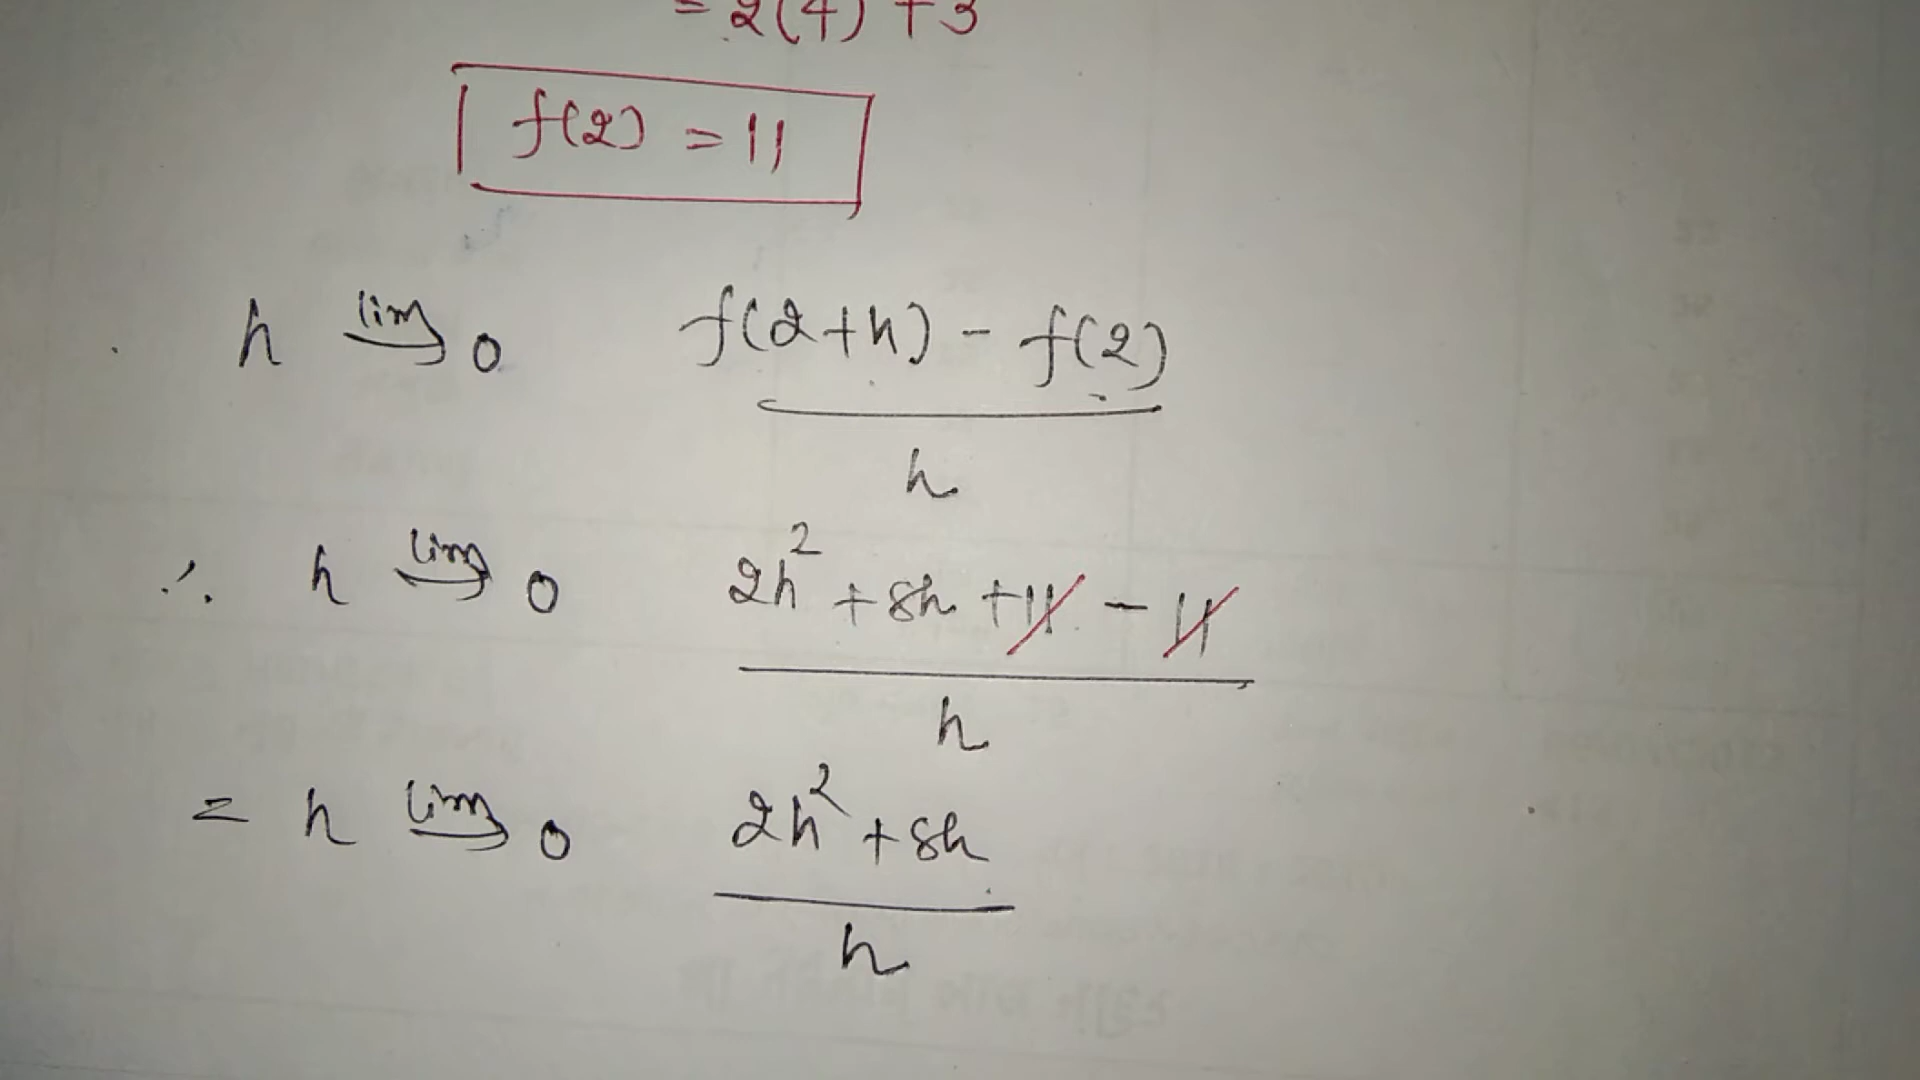 = 2(4) + 3
f(2) = 11
h lim→ 0 f(2+h) - f(2) / h
∴ h lim→ 0 2h² + 8h + 11 - 11 / h
= h lim→ 0 2h² + 8h / h